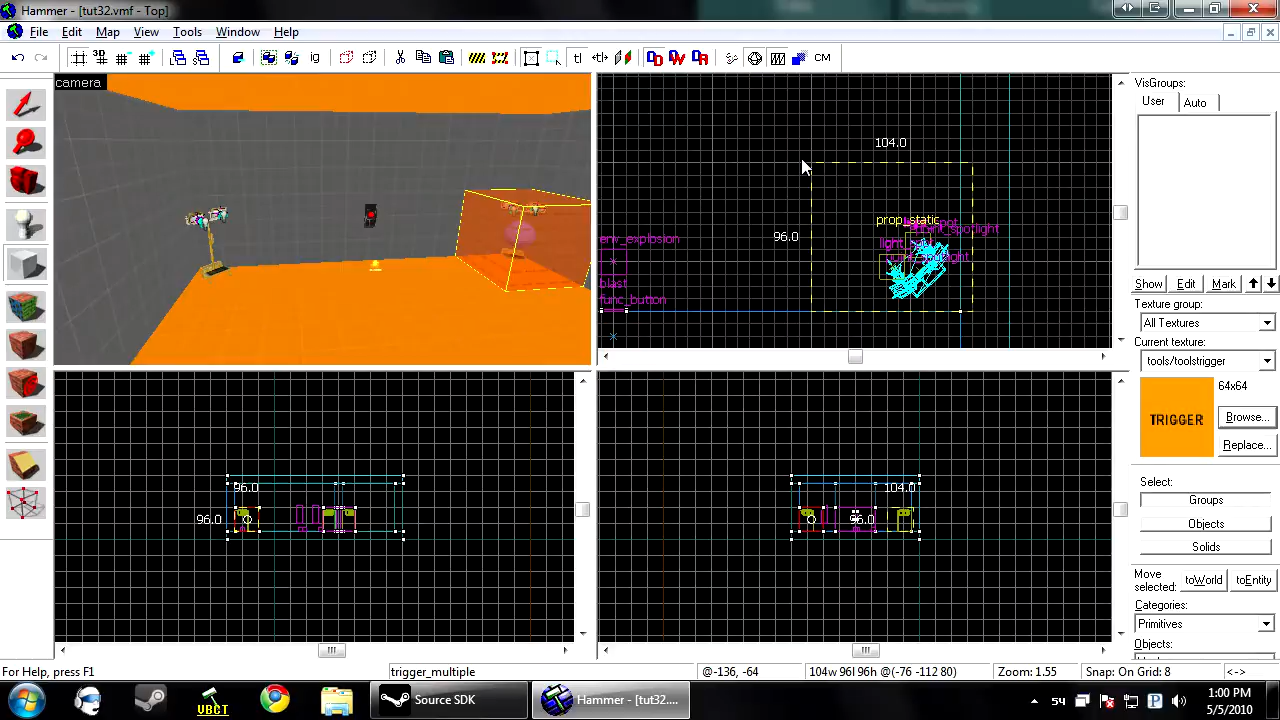 Hammer - [tut32.vmf - Top]
File Edit Map View Tools Window Help
camera
104.0
96.0
prop_static
env_explosion
blast
func_button
96.0
96.0
104.0
96.0
VisGroups:
User Auto
Show Edit Mark
Texture group:
All Textures
Current texture:
tools/toolstrigger
TRIGGER
64x64
Browse...
Replace...
Select:
Groups
Objects
Solids
Move selected:
toWorld toEntity
Categories:
Primitives
Objects:
For Help, press F1 trigger_multiple @-136, -64 104w 96l 96h @(-76 -112 80) Zoom: 1.55 Snap: On Grid: 8 <->
VBCT
Source SDK
Hammer - [tut32....
54
1:00 PM
5/5/2010